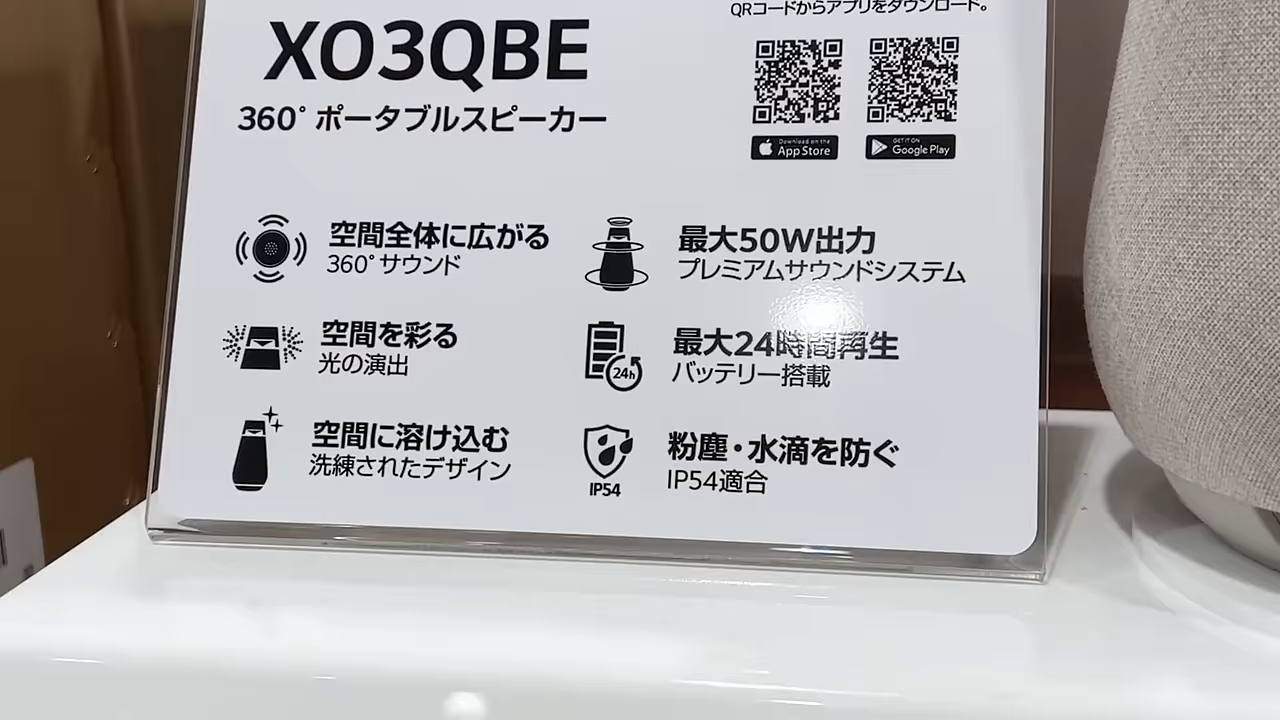 QRコードからアプリをダウンロード。
XO3QBE
360°ポータブルスピーカー
Download on the
App Store
GET IT ON
Google Play
空間全体に広がる
360°サウンド
最大50W出力
プレミアムサウンドシステム
空間を彩る
光の演出
24h
最大24時間再生
バッテリー搭載
空間に溶け込む
洗練されたデザイン
IP54
粉塵・水滴を防ぐ
IP54適合